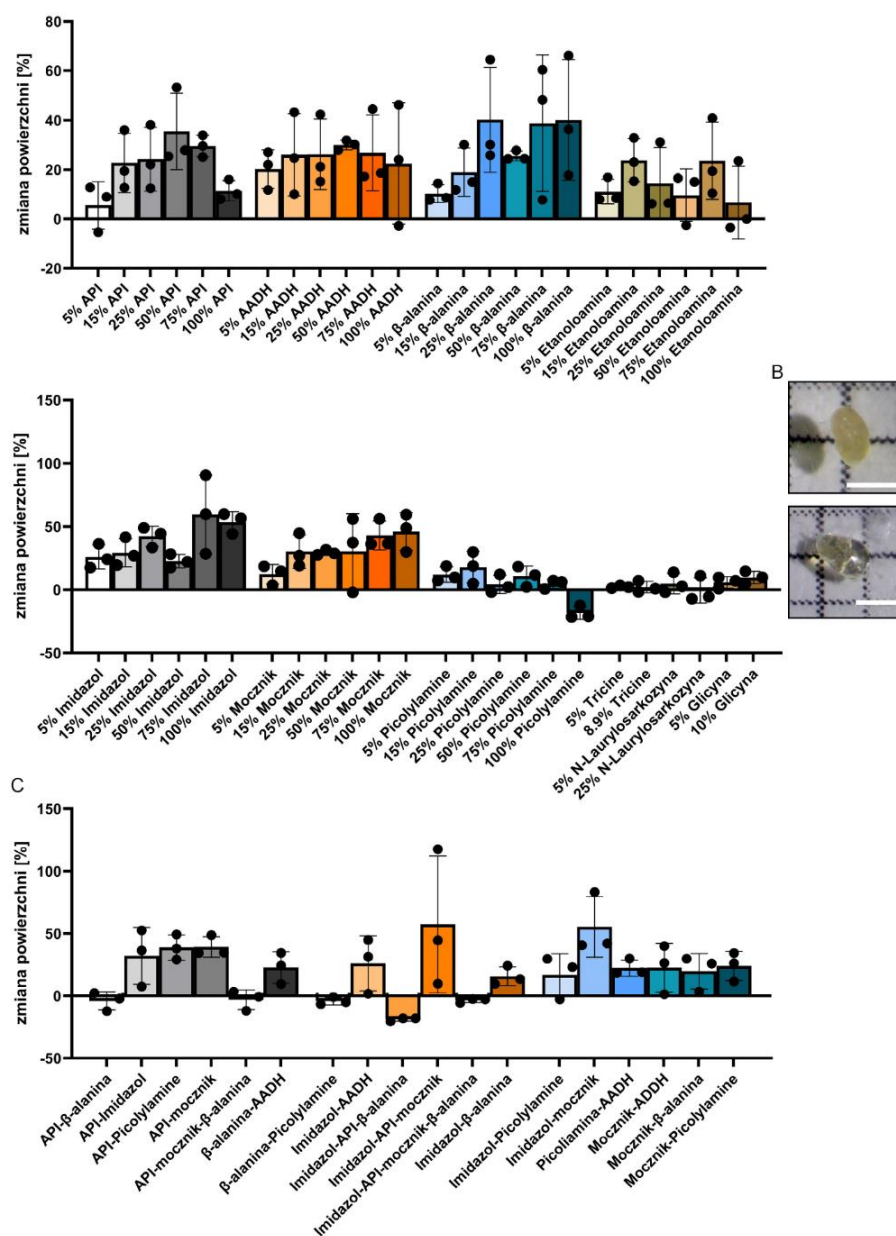 zmiana powierzchni [%]
80
60
40
20
0
-20
5% API
15% API
25% API
50% API
75% API
100% API
5% AADH
15% AADH
25% AADH
50% AADH
75% AADH
100% AADH
5% β-alanina
15% β-alanina
25% β-alanina
50% β-alanina
75% β-alanina
100% β-alanina
5% Etanoloamina
15% Etanoloamina
25% Etanoloamina
50% Etanoloamina
75% Etanoloamina
100% Etanoloamina
B
zmiana powierzchni [%]
150
100
50
0
-50
5% Imidazol
15% Imidazol
25% Imidazol
50% Imidazol
75% Imidazol
100% Imidazol
5% Mocznik
15% Mocznik
25% Mocznik
50% Mocznik
75% Mocznik
100% Mocznik
5% Picolylamine
15% Picolylamine
25% Picolylamine
50% Picolylamine
75% Picolylamine
100% Picolylamine
5% Tricine
8.9% Tricine
5% N-Laurylosarkozyna
25% N-Laurylosarkozyna
5% Glicyna
10% Glicyna
C
zmiana powierzchni [%]
150
100
50
0
-50
API-β-alanina
API-Imidazol
API-Picolylamine
API-mocznik
API-mocznik-β-alanina
β-alanina-AADH
β-alanina-Picolylamine
Imidazol-AADH
Imidazol-API-β-alanina
Imidazol-API-mocznik
Imidazol-API-mocznik-β-alanina
Imidazol-β-alanina
Imidazol-Picolylamine
Imidazol-mocznik
Picoliamina-AADH
Mocznik-ADDH
Mocznik-β-alanina
Mocznik-Picolylamine